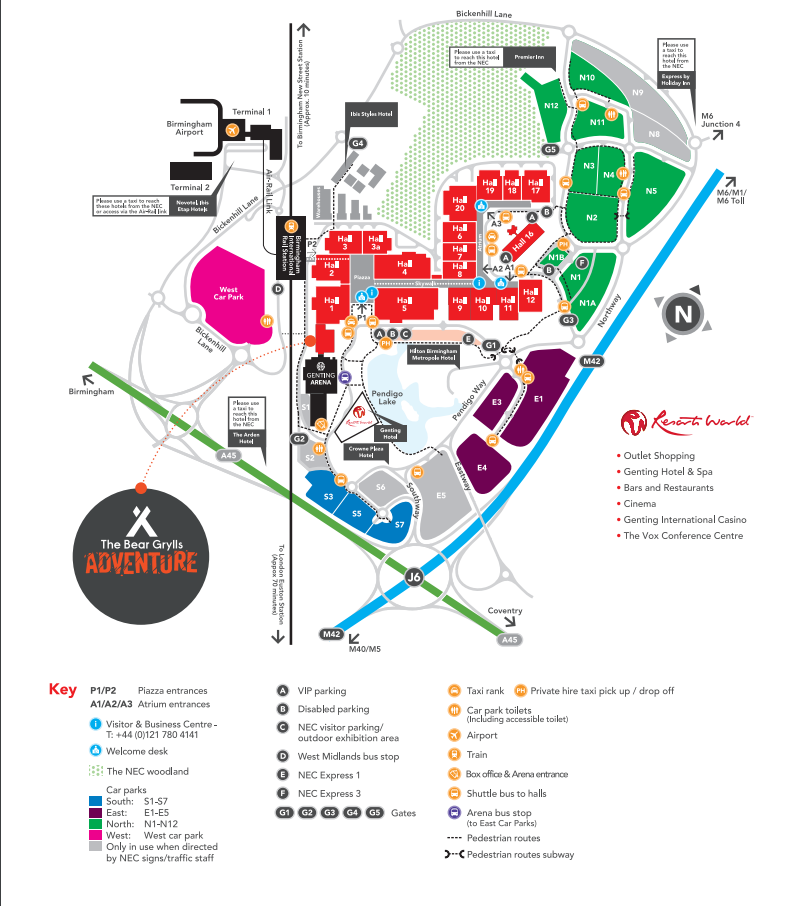 Bickenhill Lane
Please use a taxi
to reach this hotel
from the NEC
Premier Inn
Please use
a taxi
to reach
this hotel
from the
NEC
Express by
Holiday Inn
To Birmingham New Street Station
(Approx. 10 minutes)
Terminal 1
Birmingham
Airport
Ibis Styles Hotel
G4
N10
N9
N12
N11
N8
M6
Junction 4
G5
Terminal 2
Air-Rail Link
N3
N4
N5
M6/M1/
M6 Toll
Please use a taxi to reach
these hotels from the NEC
or access via the Air-Rail link
Novotel, Ibis
Etap Hotels
Bickenhill Lane
Warehouses
Hall
19
Hall
18
Hall
17
Hall
20
A3
A
B
N2
Birmingham
International
Rail Station
P2
Hall
3
Hall
3a
Hall
6
Atrium
Hall 16
PH
Hall
2
Piazza
Hall
4
Hall
7
Hall
8
A2
A1
A
N1B
B
F
N1
Skywalk
West
Car Park
D
Hall
1
P1
Hall
5
Hall
9
Hall
10
Hall
11
Hall
12
N1A
G3
Northway
N
Bickenhill
Lane
A
B
C
PH
E
G1
Hilton Birmingham
Metropole Hotel
M42
GENTING
ARENA
Birmingham
Pendigo
Lake
Pendigo Way
E3
E1
Please use
a taxi to
reach this
hotel from
the NEC
The Arden
Hotel
S1
Resorts World
Genting
Hotel
Crowne Plaza
Hotel
G2
S2
A45
E4
Eastway
Resorts World
• Outlet Shopping
• Genting Hotel & Spa
• Bars and Restaurants
• Cinema
• Genting International Casino
• The Vox Conference Centre
S3
S5
S6
S7
Southway
E5
The Bear Grylls
ADVENTURE
To London Euston Station
(Approx 70 minutes)
J6
Coventry
M42
M40/M5
A45
Key
P1/P2 Piazza entrances
A1/A2/A3 Atrium entrances
i Visitor & Business Centre -
T: +44 (0)121 780 4141
Welcome desk
The NEC woodland
Car parks
South: S1-S7
East: E1-E5
North: N1-N12
West: West car park
Only in use when directed
by NEC signs/traffic staff
A VIP parking
B Disabled parking
C NEC visitor parking/
outdoor exhibition area
D West Midlands bus stop
E NEC Express 1
F NEC Express 3
G1 G2 G3 G4 G5 Gates
Taxi rank PH Private hire taxi pick up / drop off
Car park toilets
(Including accessible toilet)
Airport
Train
Box office & Arena entrance
Shuttle bus to halls
Arena bus stop
(to East Car Parks)
Pedestrian routes
Pedestrian routes subway